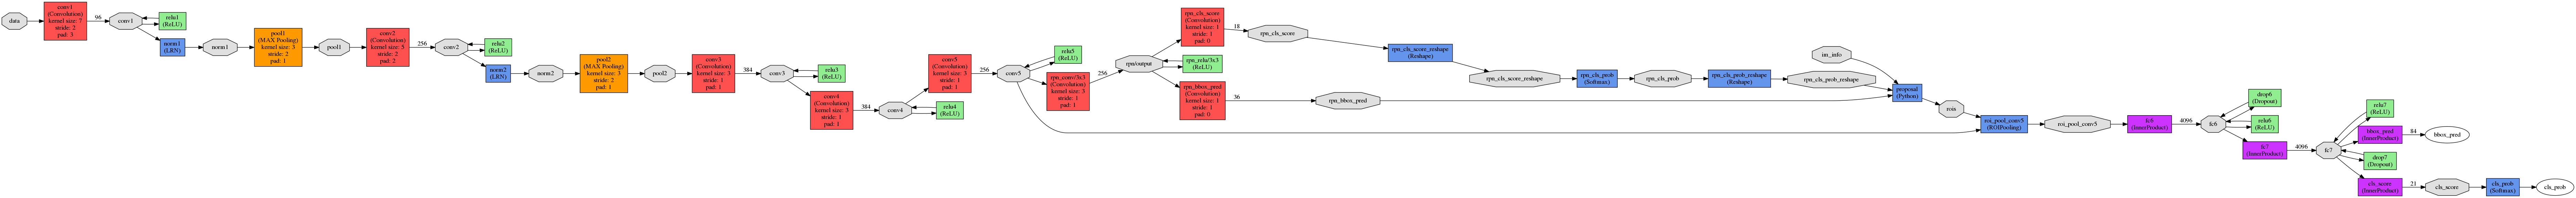 data
conv1
(Convolution)
kernel size: 7
stride: 2
pad: 3
96
conv1
relu1
(ReLU)
norm1
(LRN)
norm1
pool1
(MAX Pooling)
kernel size: 3
stride: 2
pad: 1
pool1
conv2
(Convolution)
kernel size: 5
stride: 2
pad: 2
256
conv2
relu2
(ReLU)
norm2
(LRN)
norm2
pool2
(MAX Pooling)
kernel size: 3
stride: 2
pad: 1
pool2
conv3
(Convolution)
kernel size: 3
stride: 1
pad: 1
384
conv3
relu3
(ReLU)
conv4
(Convolution)
kernel size: 3
stride: 1
pad: 1
384
conv4
relu4
(ReLU)
conv5
(Convolution)
kernel size: 3
stride: 1
pad: 1
256
conv5
relu5
(ReLU)
rpn_conv/3x3
(Convolution)
kernel size: 3
stride: 1
pad: 1
256
rpn/output
rpn_relu/3x3
(ReLU)
rpn_cls_score
(Convolution)
kernel size: 1
stride: 1
pad: 0
18
rpn_cls_score
rpn_bbox_pred
(Convolution)
kernel size: 1
stride: 1
pad: 0
36
rpn_bbox_pred
rpn_cls_score_reshape
(Reshape)
rpn_cls_score_reshape
rpn_cls_prob
(Softmax)
rpn_cls_prob
rpn_cls_prob_reshape
(Reshape)
rpn_cls_prob_reshape
im_info
proposal
(Python)
rois
roi_pool_conv5
(ROIPooling)
roi_pool_conv5
fc6
(InnerProduct)
4096
fc6
drop6
(Dropout)
relu6
(ReLU)
fc7
(InnerProduct)
4096
fc7
relu7
(ReLU)
bbox_pred
(InnerProduct)
84
bbox_pred
drop7
(Dropout)
cls_score
(InnerProduct)
21
cls_score
cls_prob
(Softmax)
cls_prob